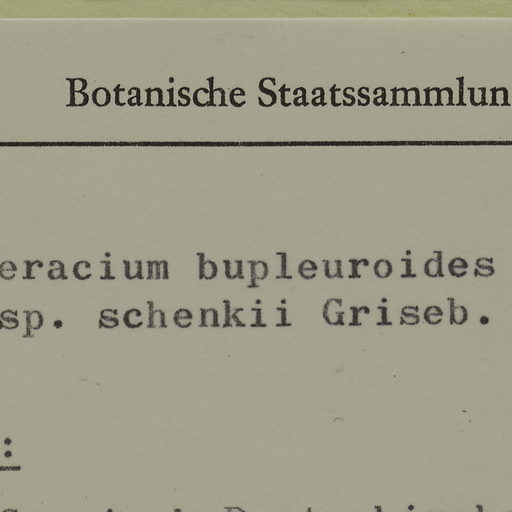 Botanische Staatssammlun
eracium bupleuroides
sp. schenkii Griseb.
: